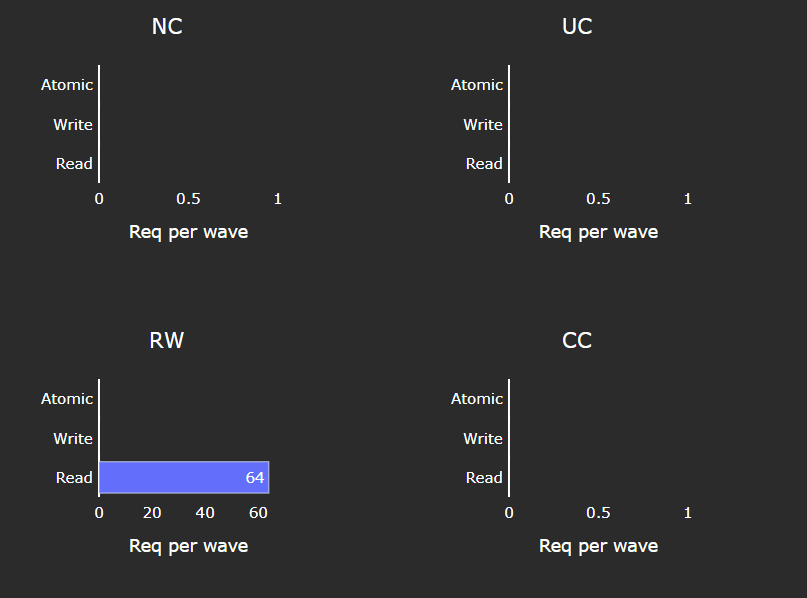 NC
Atomic
Write
Read
0 0.5 1
Req per wave
UC
Atomic
Write
Read
0 0.5 1
Req per wave
RW
Atomic
Write
Read 64
0 20 40 60
Req per wave
CC
Atomic
Write
Read
0 0.5 1
Req per wave